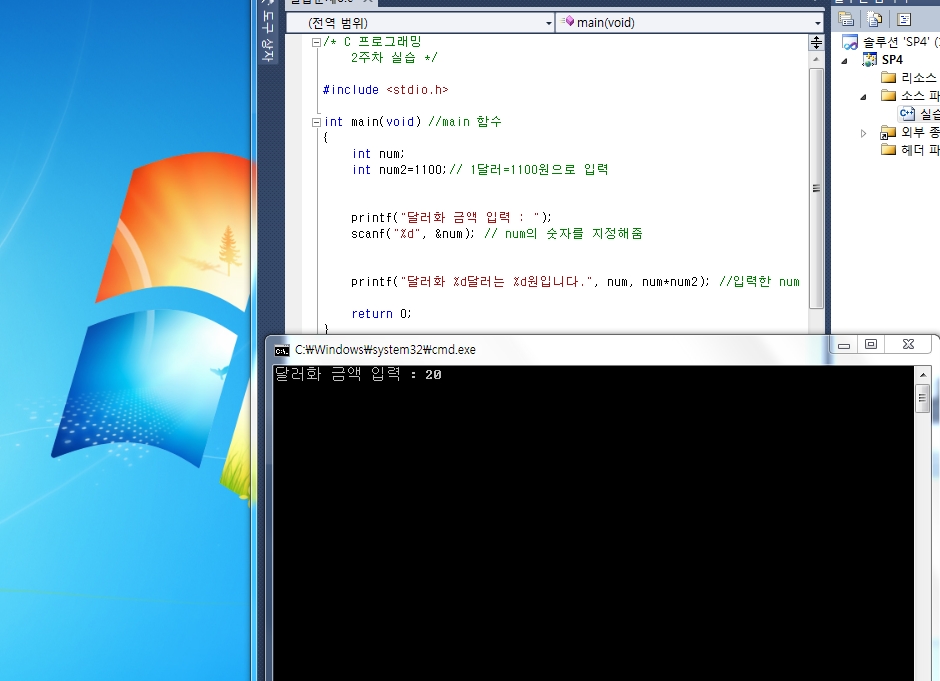 도구 상자
(전역 범위)
main(void)
/* C 프로그래밍
2주차 실습 */
#include <stdio.h>
int main(void) //main 함수
{
int num;
int num2=1100;// 1달러=1100원으로 입력
printf("달러화 금액 입력 : ");
scanf("%d", &num); // num의 숫자를 지정해줌
printf("달러화 %d달러는 %d원입니다.", num, num*num2); //입력한 num
return 0;
}
솔루션 'SP4' (
SP4
리소스
소스 파
실습
외부 종
헤더 파
C:₩Windows₩system32₩cmd.exe
달러화 금액 입력 : 20